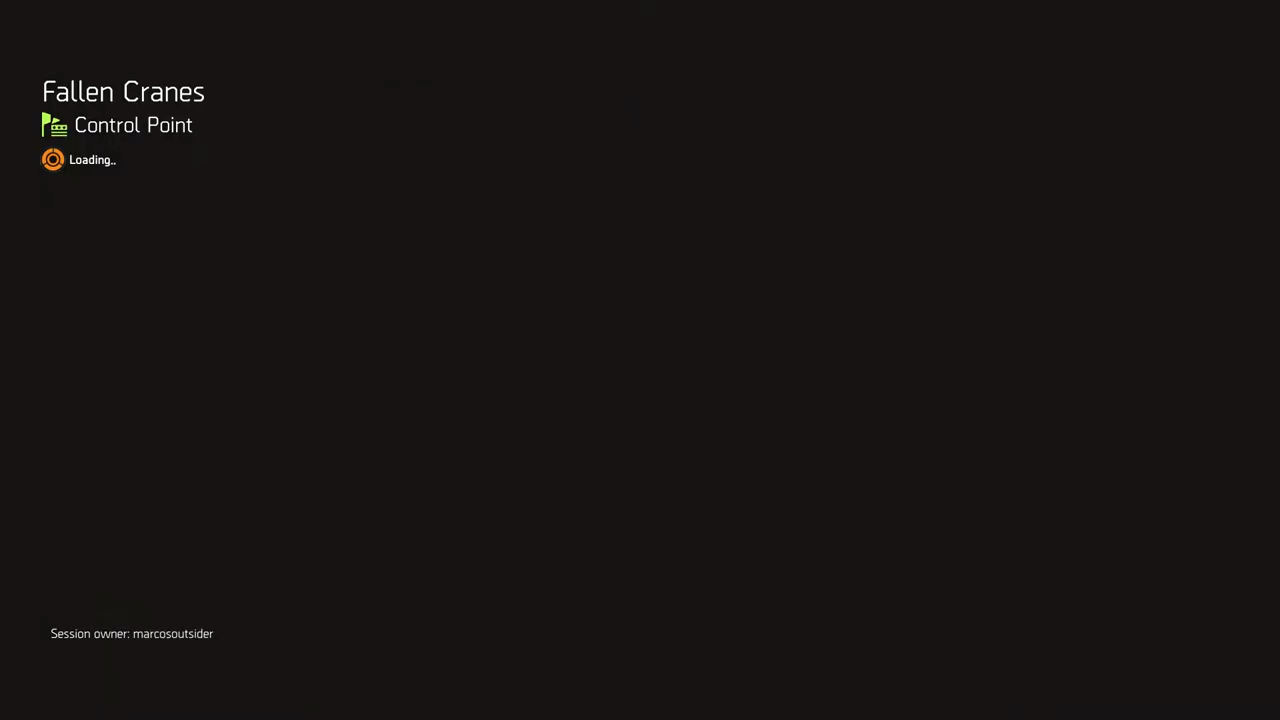 Fallen Cranes
Control Point
Loading..
Session owner: marcosoutsider